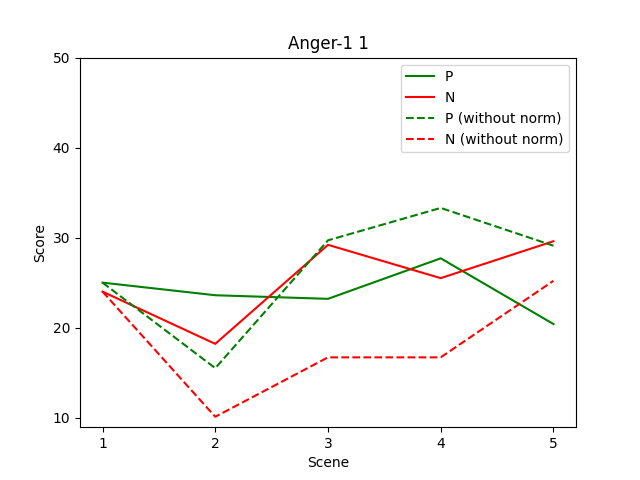 Anger-1 1
P
N
P (without norm)
N (without norm)
Score
50
40
30
20
10
1 2 3 4 5
Scene